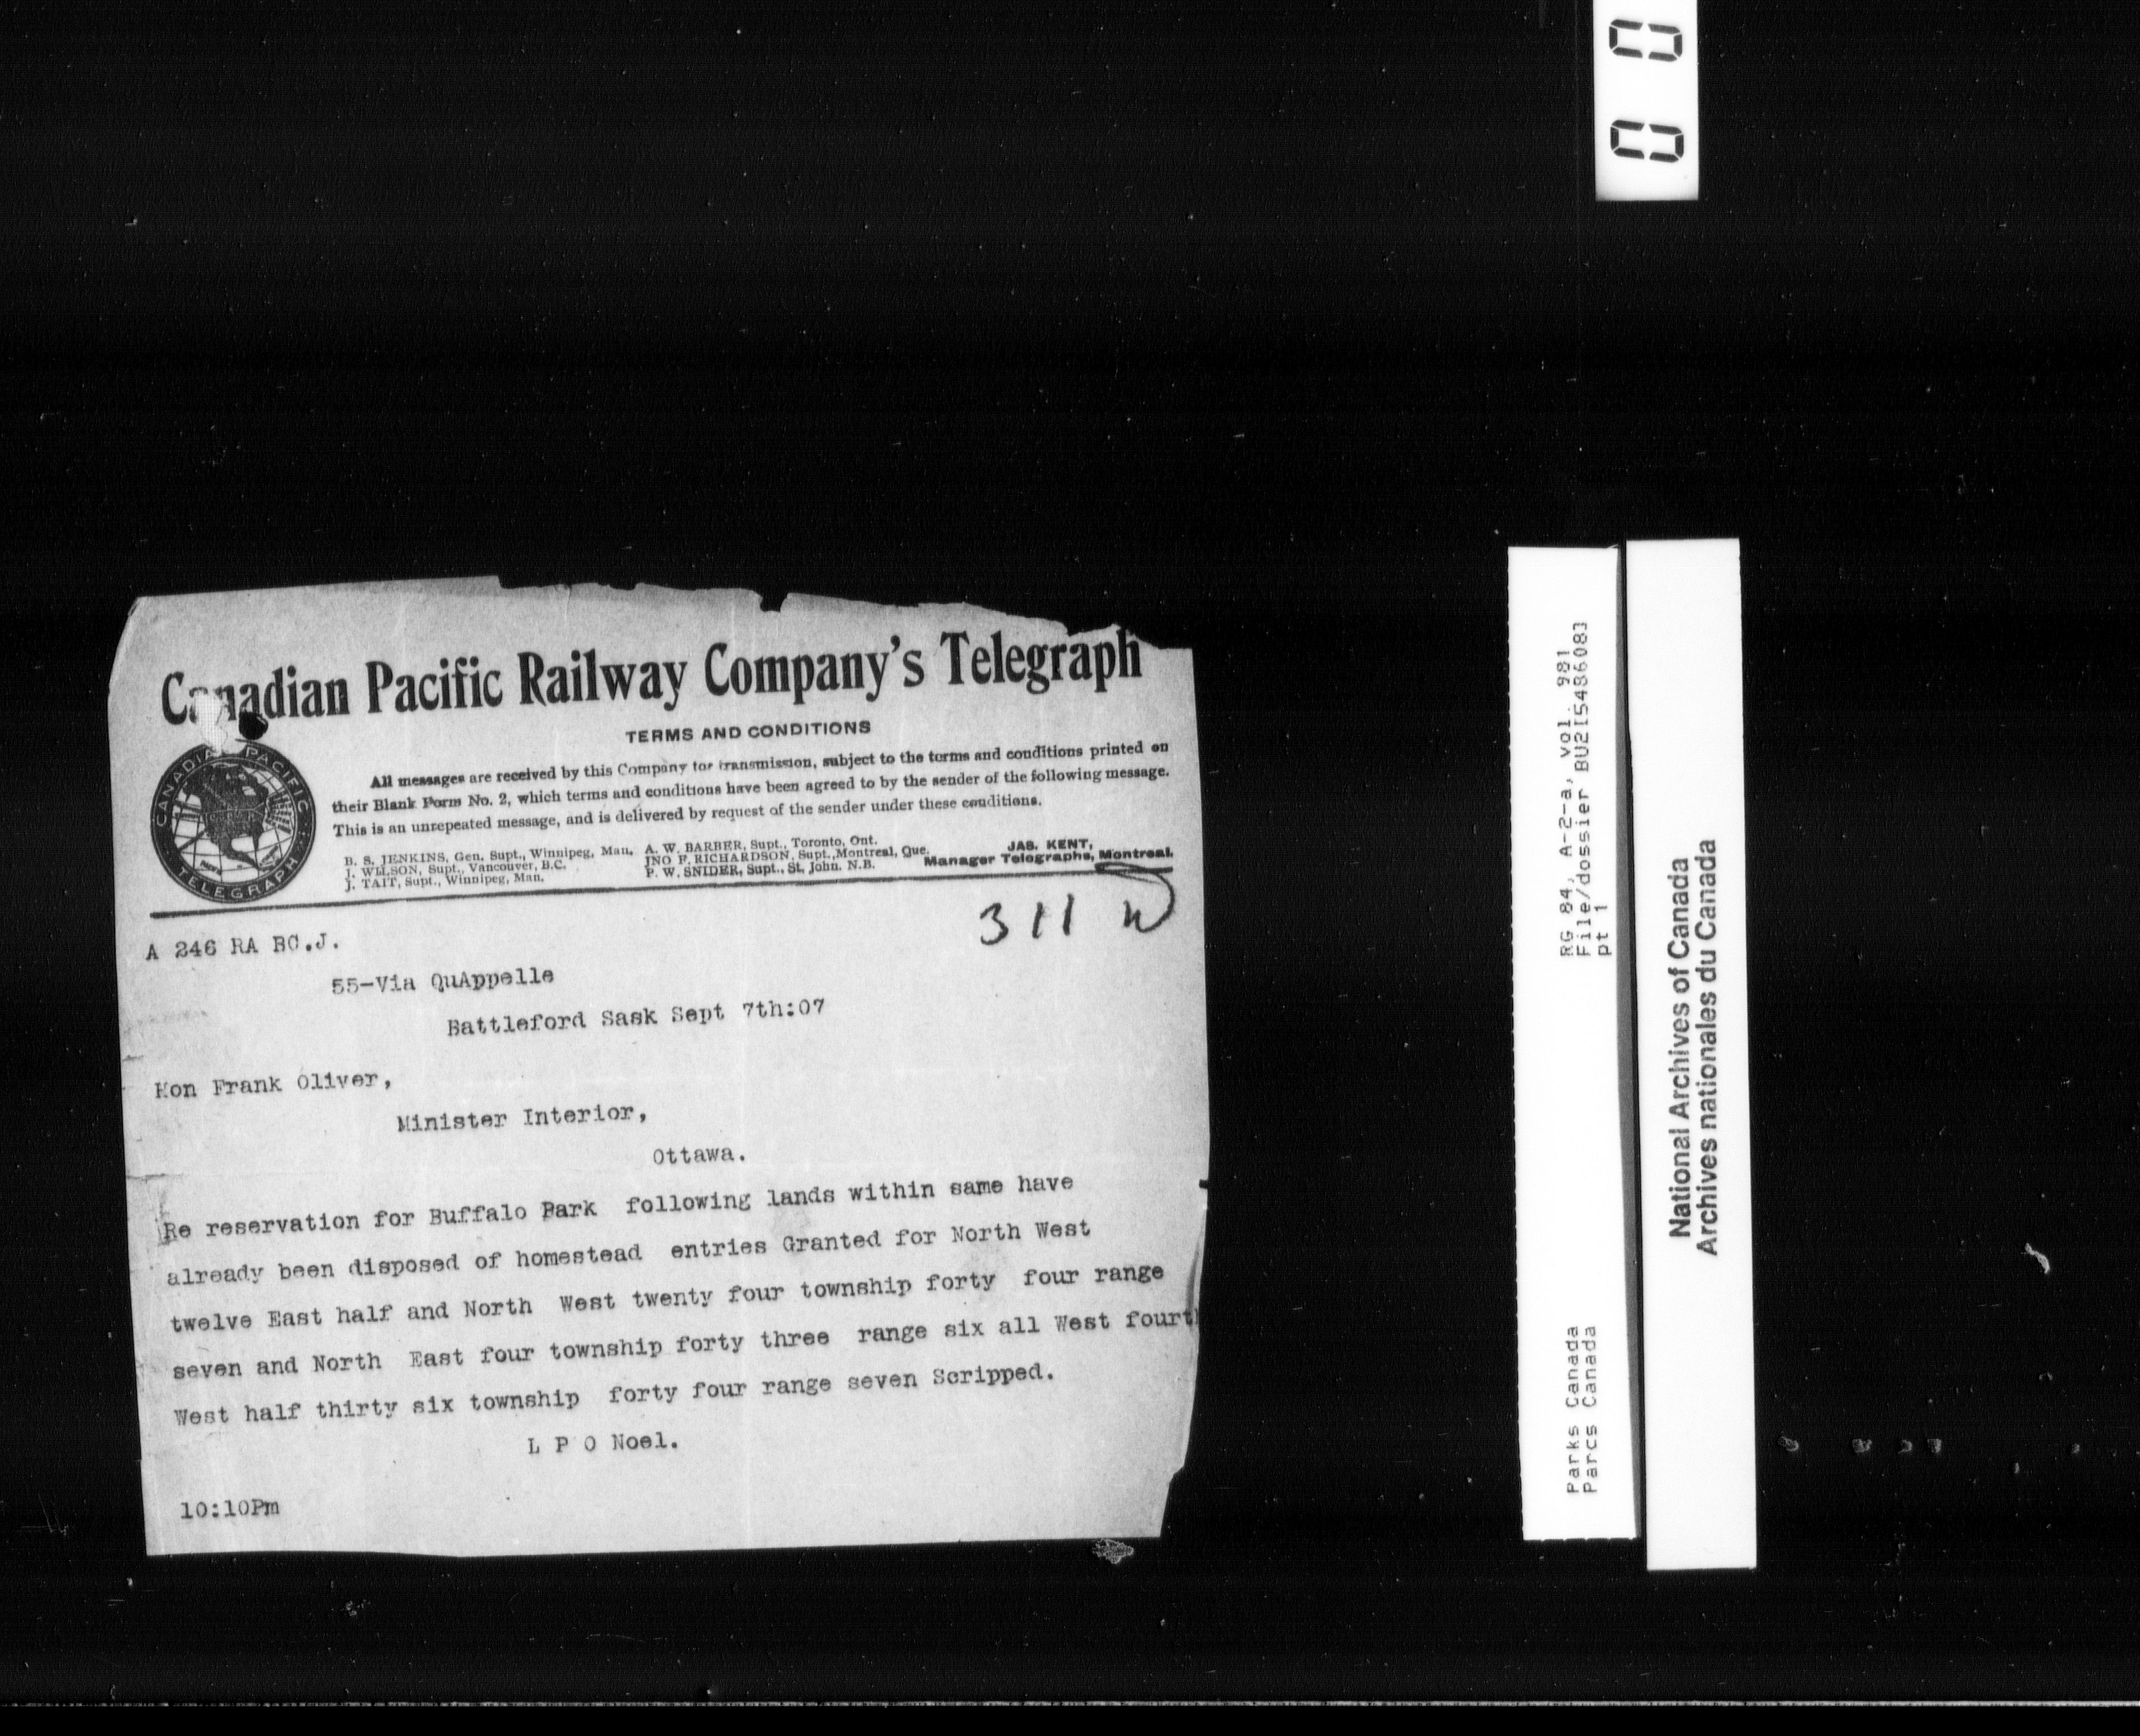 Canadian Pacific Railway Company's Telegraph
TERMS AND CONDITIONS
All messages are received by this Company for transmission, subject to the terms and conditions printed on
their Blank Form No. 2, which terms and conditions have been agreed to by the sender of the following message.
This is an unrepeated message, and is delivered by request of the sender under these conditions.
B. S. JENKINS, Gen. Supt., Winnipeg, Man.
J. WILSON, Supt., Vancouver, B.C.
J. TAIT, Supt., Winnipeg, Man.
A. W. BARBER, Supt., Toronto, Ont.
JNO F. RICHARDSON, Supt., Montreal, Que.
P. W. SNIDER, Supt., St. John. N.B.
JAS. KENT,
Manager Telegraphs, Montreal.
CANADIAN PACIFIC
TELEGRAPH
311
A 246 RA BC.J.
55-Via QuAppelle
Battleford Sask Sept 7th:07
Hon Frank Oliver,
Minister Interior,
Ottawa.
Re reservation for Buffalo Park following lands within same have
already been disposed of homestead entries Granted for North West
twelve East half and North West twenty four township forty four range
seven and North East four township forty three range six all West fourth
West half thirty six township forty four range seven Scripped.
L P O Noel.
10:10Pm
00
RG 84, A-2-a, vol. 981
File/dossier BU2[5486083]
pt 1
Parks Canada
Parcs Canada
National Archives of Canada
Archives nationales du Canada